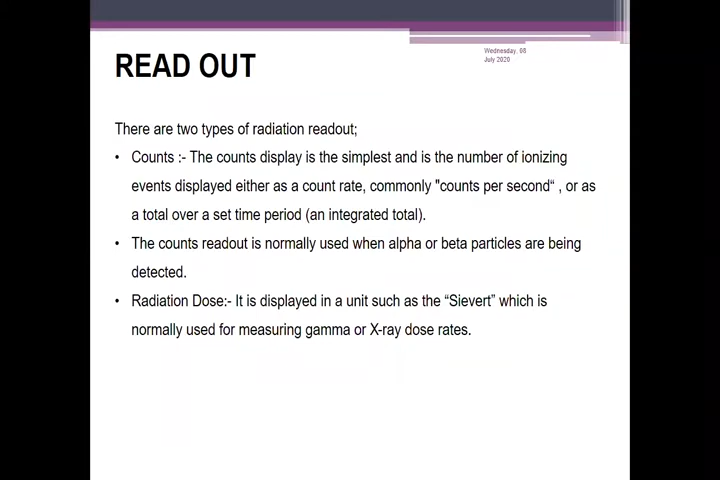 Wednesday, 08
July 2020
READ OUT
There are two types of radiation readout;
• Counts :- The counts display is the simplest and is the number of ionizing
events displayed either as a count rate, commonly "counts per second“ , or as
a total over a set time period (an integrated total).
• The counts readout is normally used when alpha or beta particles are being
detected.
• Radiation Dose:- It is displayed in a unit such as the “Sievert” which is
normally used for measuring gamma or X-ray dose rates.